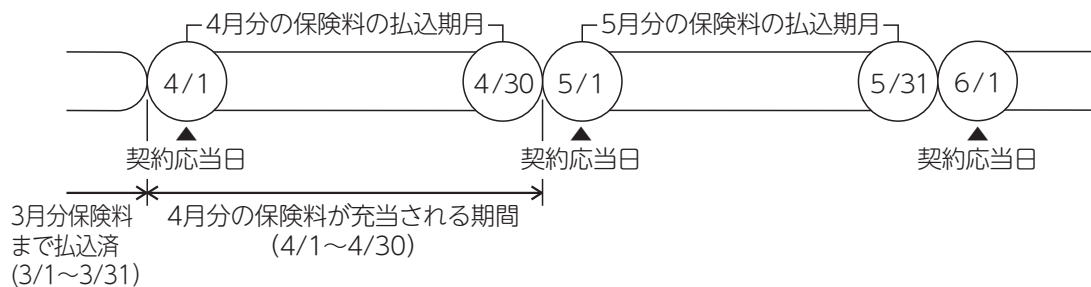 4月分の保険料の払込期月
5月分の保険料の払込期月
4/1
4/30
5/1
5/31
6/1
契約応当日
契約応当日
契約応当日
3月分保険料
まで払込済
(3/1〜3/31)
4月分の保険料が充当される期間
(4/1〜4/30)